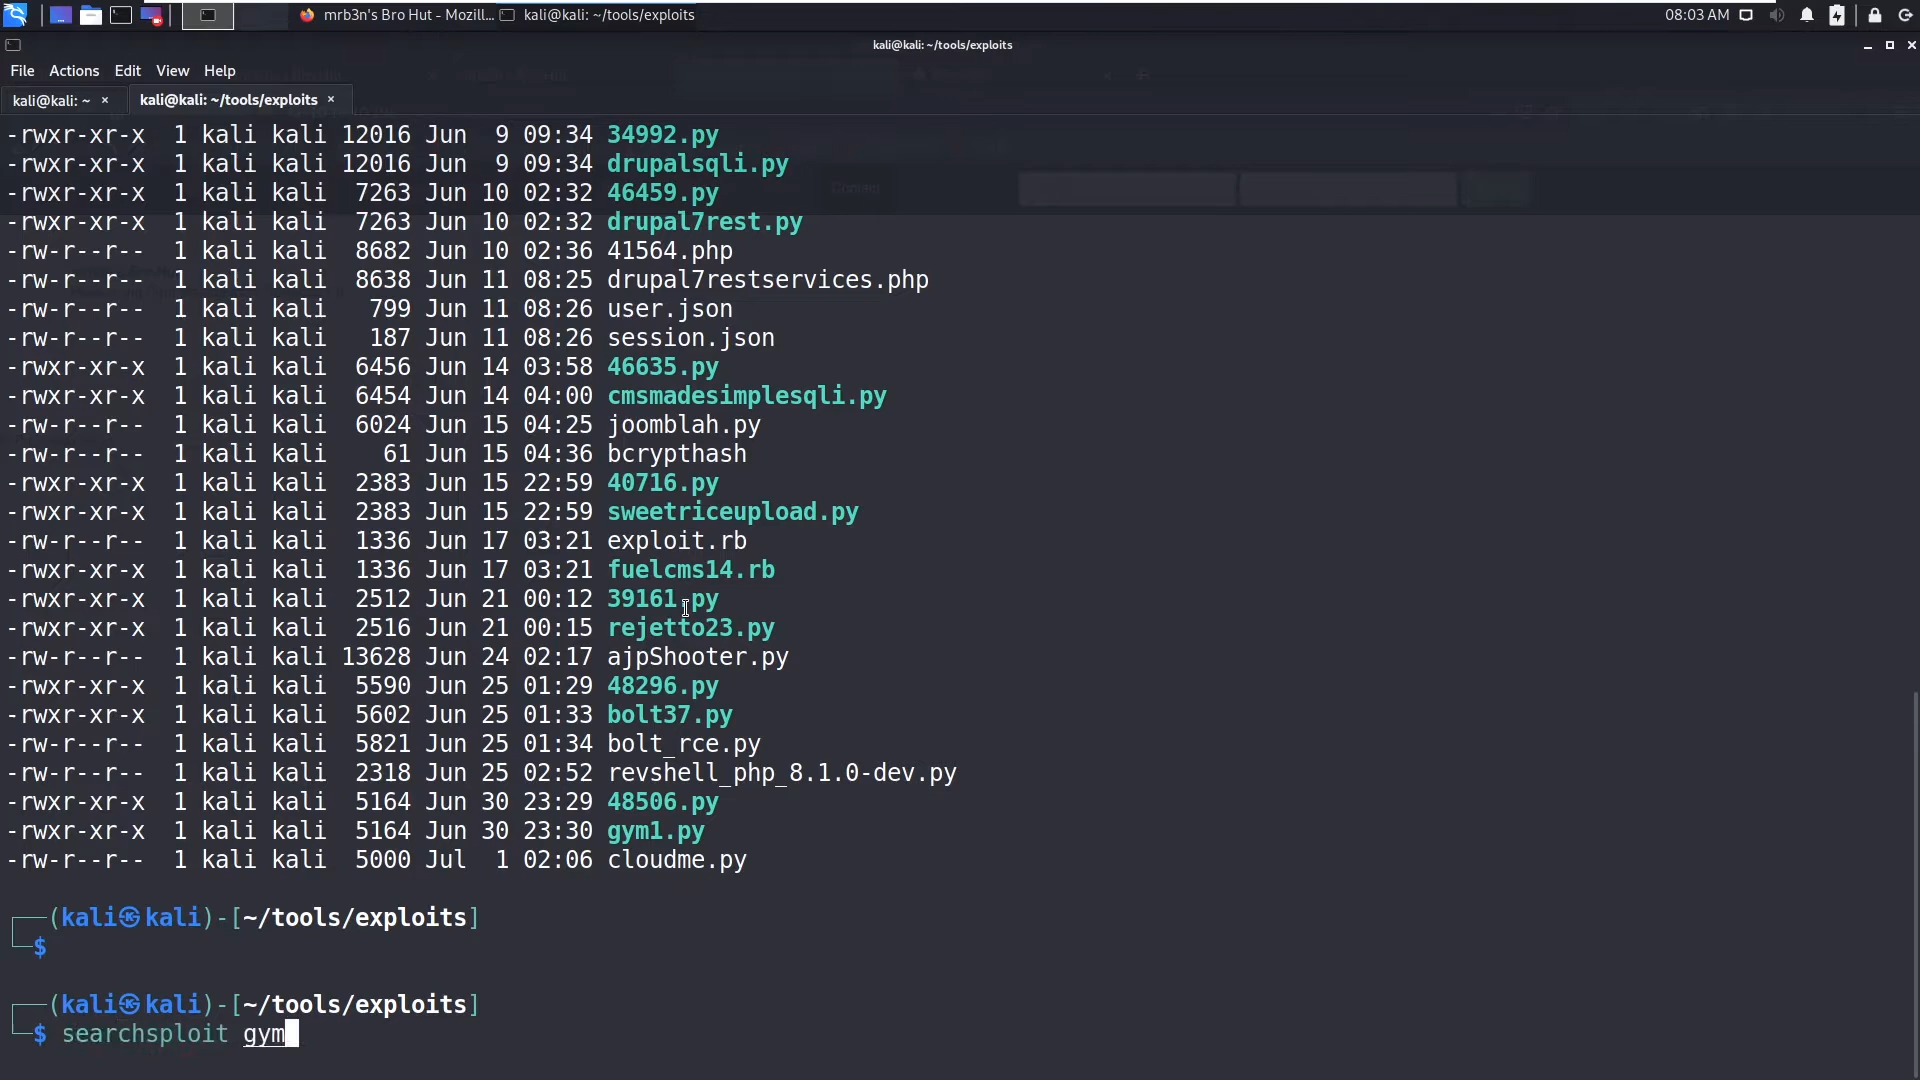 mrb3n's Bro Hut - Mozill...
kali@kali: ~/tools/exploits
08:03 AM
kali@kali: ~/tools/exploits
File Actions Edit View Help
kali@kali: ~ ×
kali@kali: ~/tools/exploits ×
-rwxr-xr-x 1 kali kali 12016 Jun 9 09:34 34992.py
-rwxr-xr-x 1 kali kali 12016 Jun 9 09:34 drupalsqli.py
-rwxr-xr-x 1 kali kali 7263 Jun 10 02:32 46459.py
-rwxr-xr-x 1 kali kali 7263 Jun 10 02:32 drupal7rest.py
-rw-r--r-- 1 kali kali 8682 Jun 10 02:36 41564.php
-rw-r--r-- 1 kali kali 8638 Jun 11 08:25 drupal7restservices.php
-rw-r--r-- 1 kali kali 799 Jun 11 08:26 user.json
-rw-r--r-- 1 kali kali 187 Jun 11 08:26 session.json
-rwxr-xr-x 1 kali kali 6456 Jun 14 03:58 46635.py
-rwxr-xr-x 1 kali kali 6454 Jun 14 04:00 cmsmadesimplesqli.py
-rw-r--r-- 1 kali kali 6024 Jun 15 04:25 joomblah.py
-rw-r--r-- 1 kali kali 61 Jun 15 04:36 bcrypthash
-rwxr-xr-x 1 kali kali 2383 Jun 15 22:59 40716.py
-rwxr-xr-x 1 kali kali 2383 Jun 15 22:59 sweetriceupload.py
-rw-r--r-- 1 kali kali 1336 Jun 17 03:21 exploit.rb
-rwxr-xr-x 1 kali kali 1336 Jun 17 03:21 fuelcms14.rb
-rwxr-xr-x 1 kali kali 2512 Jun 21 00:12 39161.py
-rwxr-xr-x 1 kali kali 2516 Jun 21 00:15 rejetto23.py
-rw-r--r-- 1 kali kali 13628 Jun 24 02:17 ajpShooter.py
-rwxr-xr-x 1 kali kali 5590 Jun 25 01:29 48296.py
-rwxr-xr-x 1 kali kali 5602 Jun 25 01:33 bolt37.py
-rw-r--r-- 1 kali kali 5821 Jun 25 01:34 bolt_rce.py
-rw-r--r-- 1 kali kali 2318 Jun 25 02:52 revshell_php_8.1.0-dev.py
-rwxr-xr-x 1 kali kali 5164 Jun 30 23:29 48506.py
-rwxr-xr-x 1 kali kali 5164 Jun 30 23:30 gym1.py
-rw-r--r-- 1 kali kali 5000 Jul 1 02:06 cloudme.py
┌──(kali㉿kali)-[~/tools/exploits]
└─$
┌──(kali㉿kali)-[~/tools/exploits]
└─$ searchsploit gym